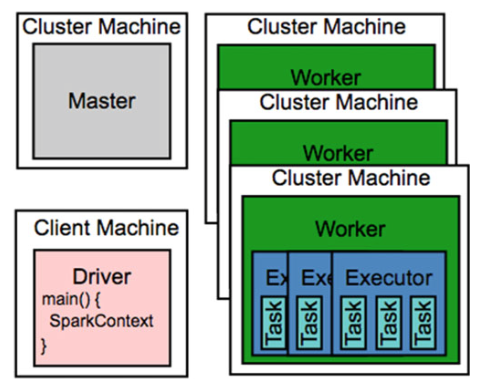 Cluster Machine
Master
Cluster Machine
Worker
Cluster Machine
Worker
Cluster Machine
Worker
Ex
Exe
Executor
Task
Task
Task
Task
Task
Client Machine
Driver
main() {
SparkContext
}